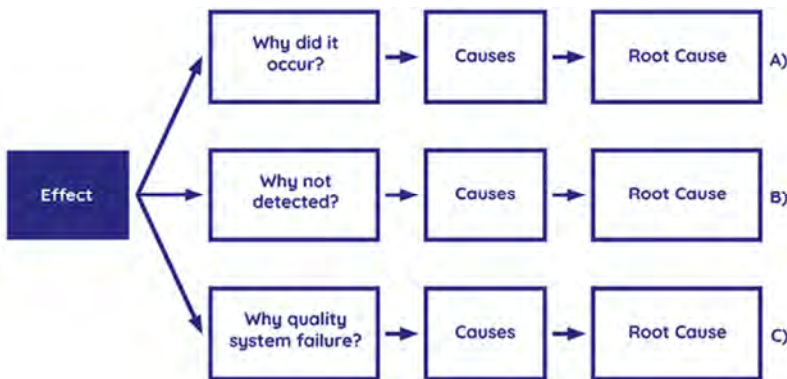 Why did it
occur?
Causes
Root Cause
A)
Effect
Why not
detected?
Causes
Root Cause
B)
Why quality
system failure?
Causes
Root Cause
C)